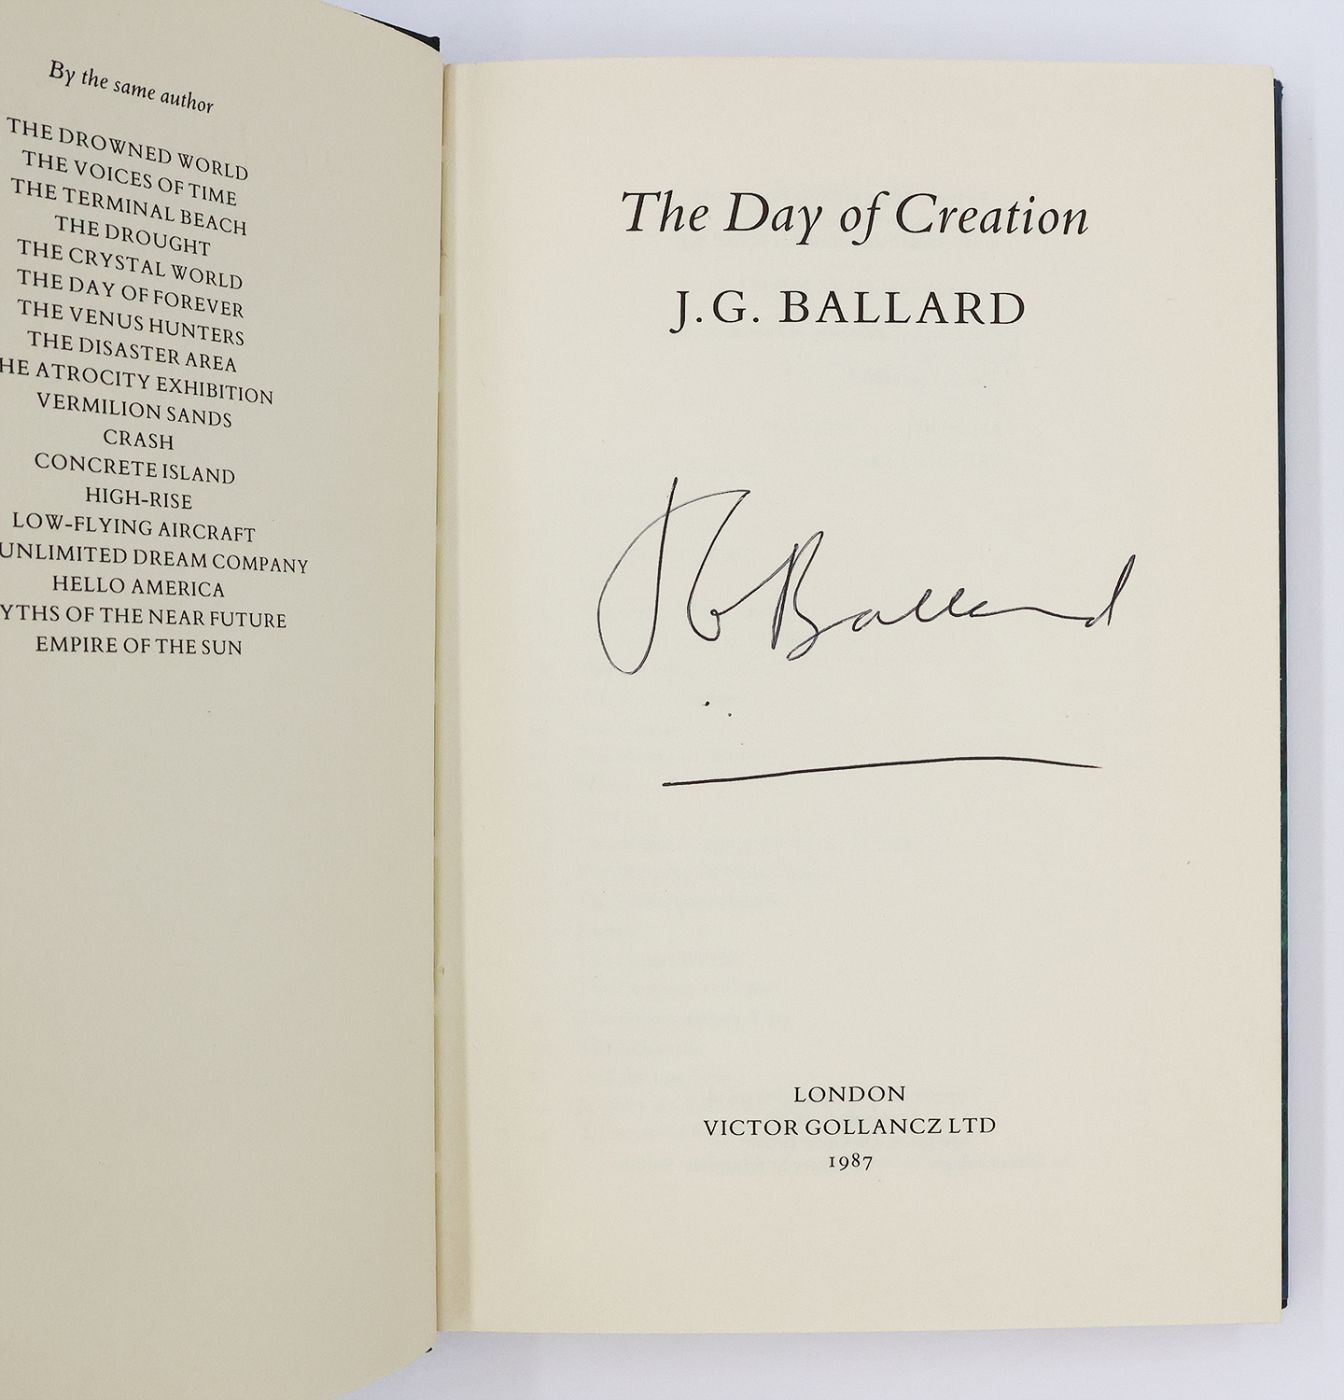 By the same author
THE DROWNED WORLD
THE VOICES OF TIME
THE TERMINAL BEACH
THE DROUGHT
THE CRYSTAL WORLD
THE DAY OF FOREVER
THE VENUS HUNTERS
THE DISASTER AREA
HE ATROCITY EXHIBITION
VERMILION SANDS
CRASH
CONCRETE ISLAND
HIGH-RISE
LOW-FLYING AIRCRAFT
UNLIMITED DREAM COMPANY
HELLO AMERICA
YTHS OF THE NEAR FUTURE
EMPIRE OF THE SUN
The Day of Creation
J.G. BALLARD
JG Ballard
LONDON
VICTOR GOLLANCZ LTD
1987